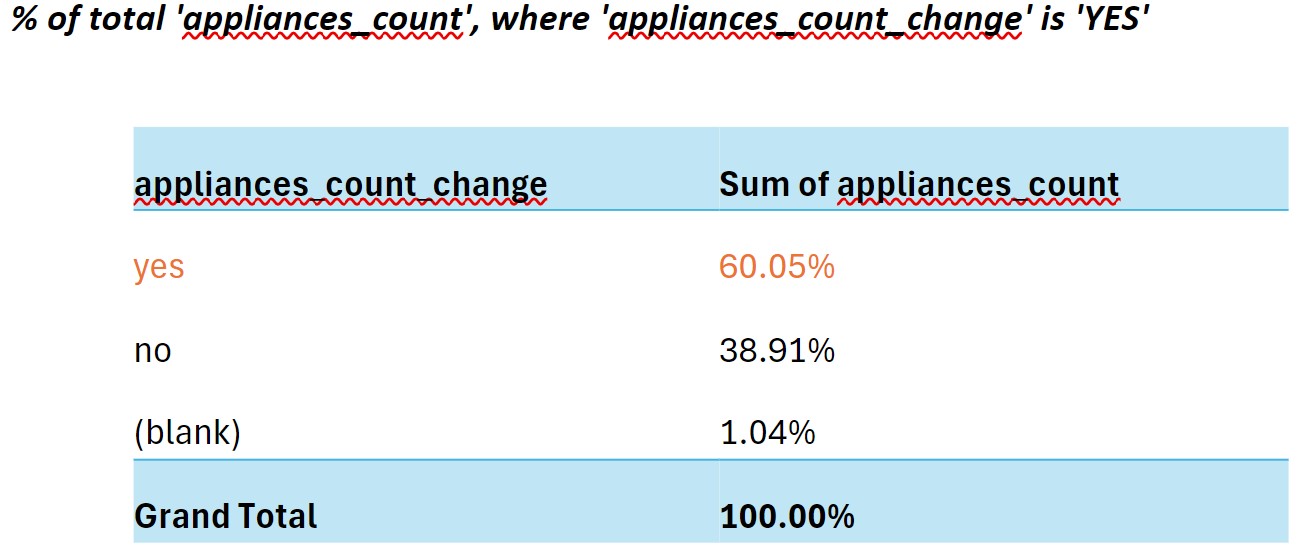 % of total 'appliances_count', where 'appliances_count_change' is 'YES'
appliances_count_change Sum of appliances_count
yes 60.05%
no 38.91%
(blank) 1.04%
Grand Total 100.00%